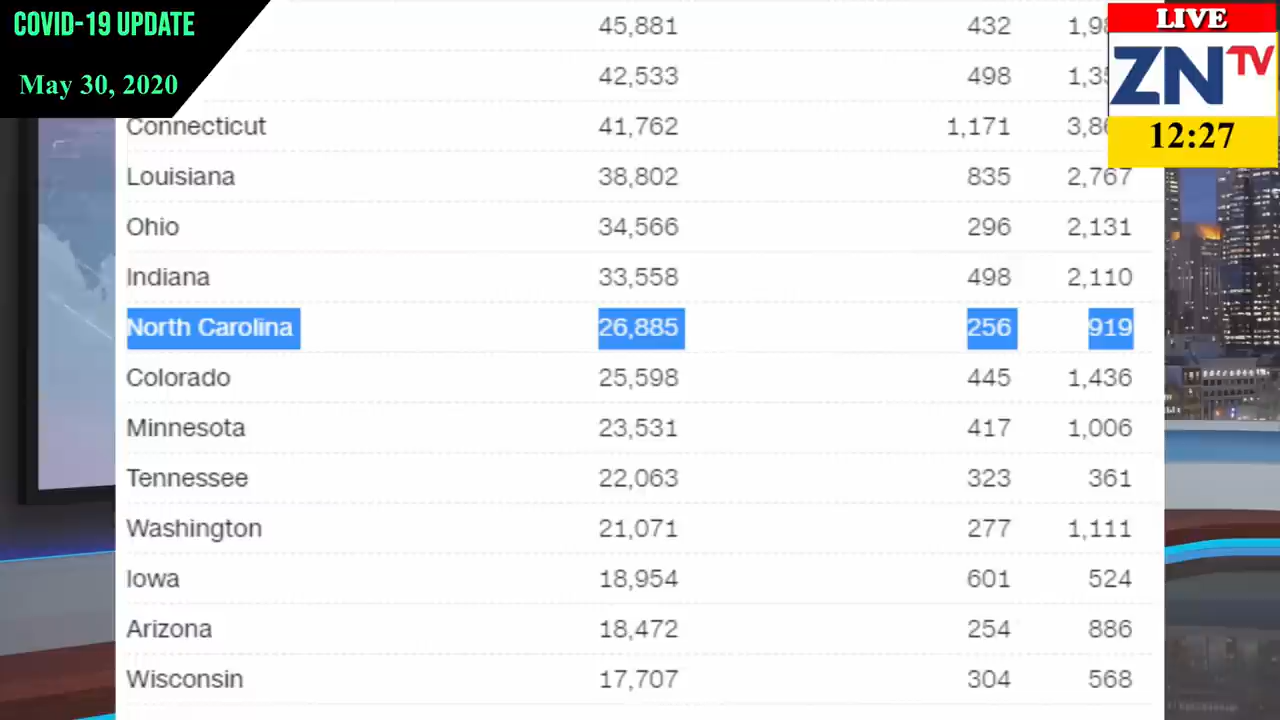 COVID-19 UPDATE
May 30, 2020
LIVE
ZNTV
12:27
45,881 432
42,533 498
Connecticut 41,762 1,171
Louisiana 38,802 835 2,767
Ohio 34,566 296 2,131
Indiana 33,558 498 2,110
North Carolina 26,885 256 919
Colorado 25,598 445 1,436
Minnesota 23,531 417 1,006
Tennessee 22,063 323 361
Washington 21,071 277 1,111
Iowa 18,954 601 524
Arizona 18,472 254 886
Wisconsin 17,707 304 568